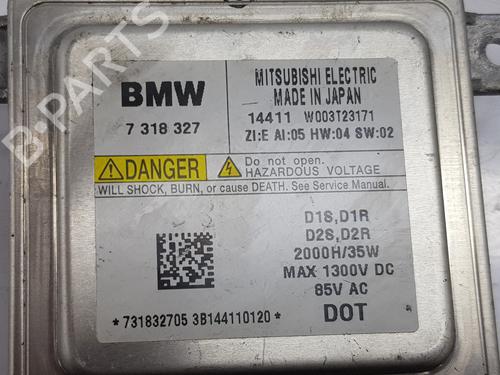 BMW
7 318 327
MITSUBISHI ELECTRIC
MADE IN JAPAN
14411 W003T23171
ZI:E AI:05 HW:04 SW:02
DANGER
Do not open.
HAZARDOUS VOLTAGE
WILL SHOCK, BURN, or cause DEATH. See Service Manual.
D1S,D1R
D2S,D2R
2000H/35W
MAX 1300V DC
85V AC
DOT
*731832705 3B144110120*
B-Parts